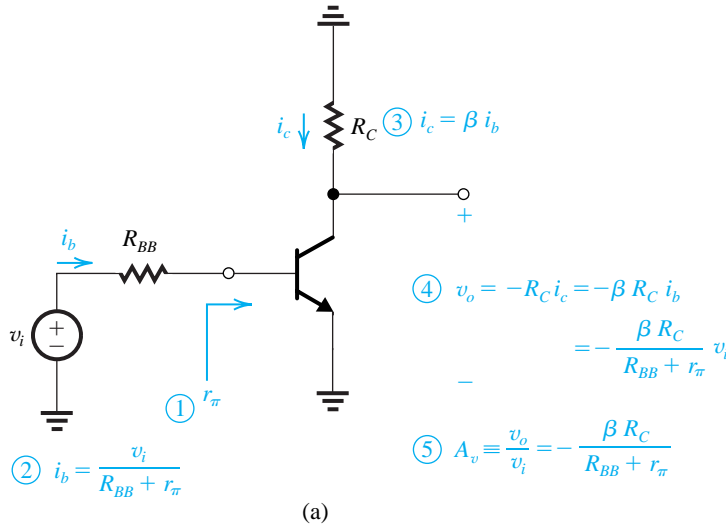 i_c R_C ③ i_c = β i_b
+
i_b R_BB
v_i + −
④ v_o = −R_C i_c = −β R_C i_b
= − β R_C / (R_BB + r_π) v_i
−
① r_π
② i_b = v_i / (R_BB + r_π)
⑤ A_v ≡ v_o / v_i = − β R_C / (R_BB + r_π)
(a)